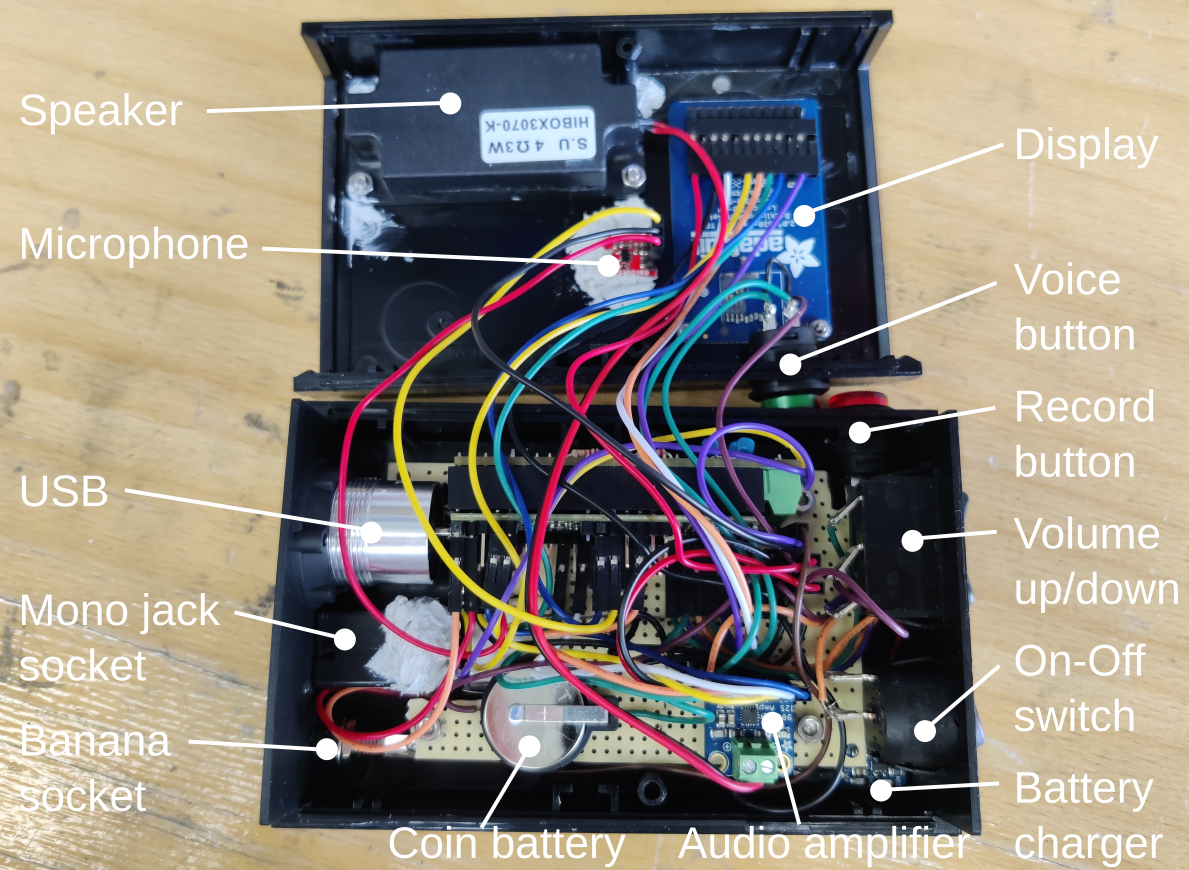 Speaker
S.U 4Ω3W
HIBOX3070-K
Display
Microphone
adafruit
Voice
button
Record
button
USB
Volume
up/down
Mono jack
socket
On-Off
switch
Banana
socket
Battery
charger
Coin battery
Audio amplifier